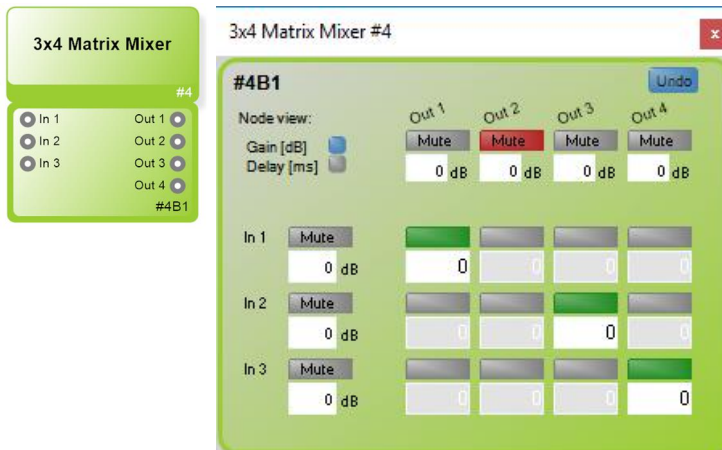 3x4 Matrix Mixer
#4
In 1 Out 1
In 2 Out 2
In 3 Out 3
Out 4
#4B1
3x4 Matrix Mixer #4
x
#4B1 Undo
Node view: Out 1 Out 2 Out 3 Out 4
Gain [dB] Mute Mute Mute Mute
Delay [ms] 0 dB 0 dB 0 dB 0 dB
In 1 Mute
0 dB 0 0 0 0
In 2 Mute
0 dB 0 0 0 0
In 3 Mute
0 dB 0 0 0 0